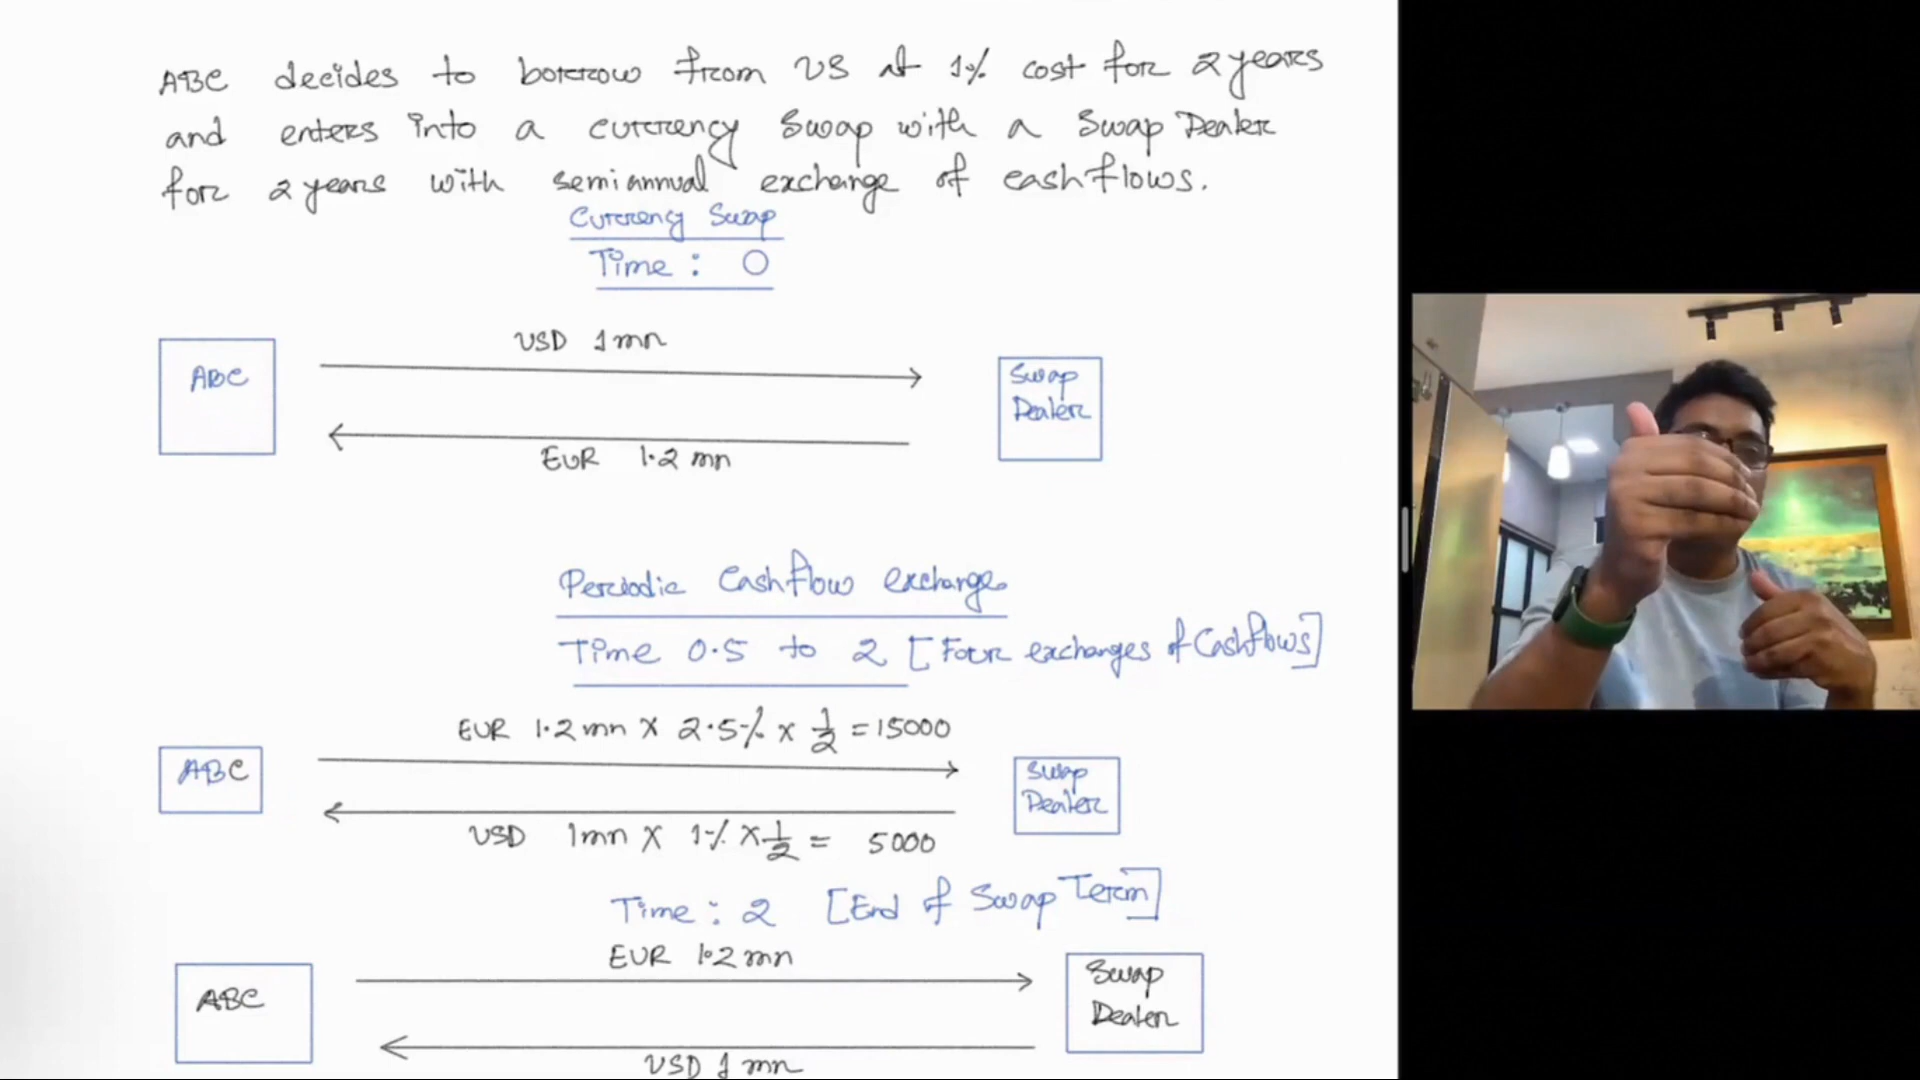 ABC decides to borrow from US at 1% cost for 2 years
and enters into a currency swap with a Swap Dealer
for 2 years with semiannual exchange of cashflows.
Currency Swap
Time : 0
USD 1 mn
ABC
Swap
Dealer
EUR 1.2 mn
Periodic Cashflow exchange
Time 0.5 to 2 [Four exchanges of Cashflows]
EUR 1.2 mn X 2.5% x 1/2 = 15000
ABC
Swap
Dealer
USD 1mn X 1% X 1/2 = 5000
Time : 2 [End of Swap Term]
EUR 1.2 mn
ABC
Swap
Dealer
USD 1 mn